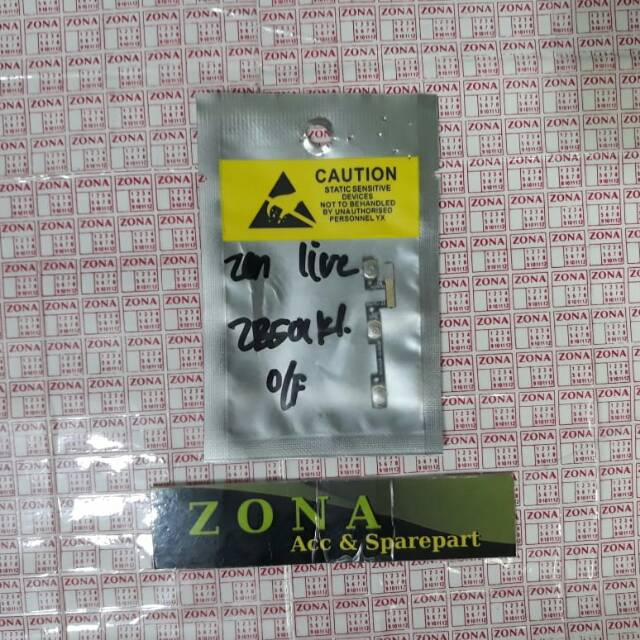 CAUTION
STATIC SENSITIVE
DEVICES
NOT TO BEHANDLED
BY UNAUTHORISED
PERSONNEL YX
zen live
ZB501kl.
O/F
ZONA
Acc & Sparepart